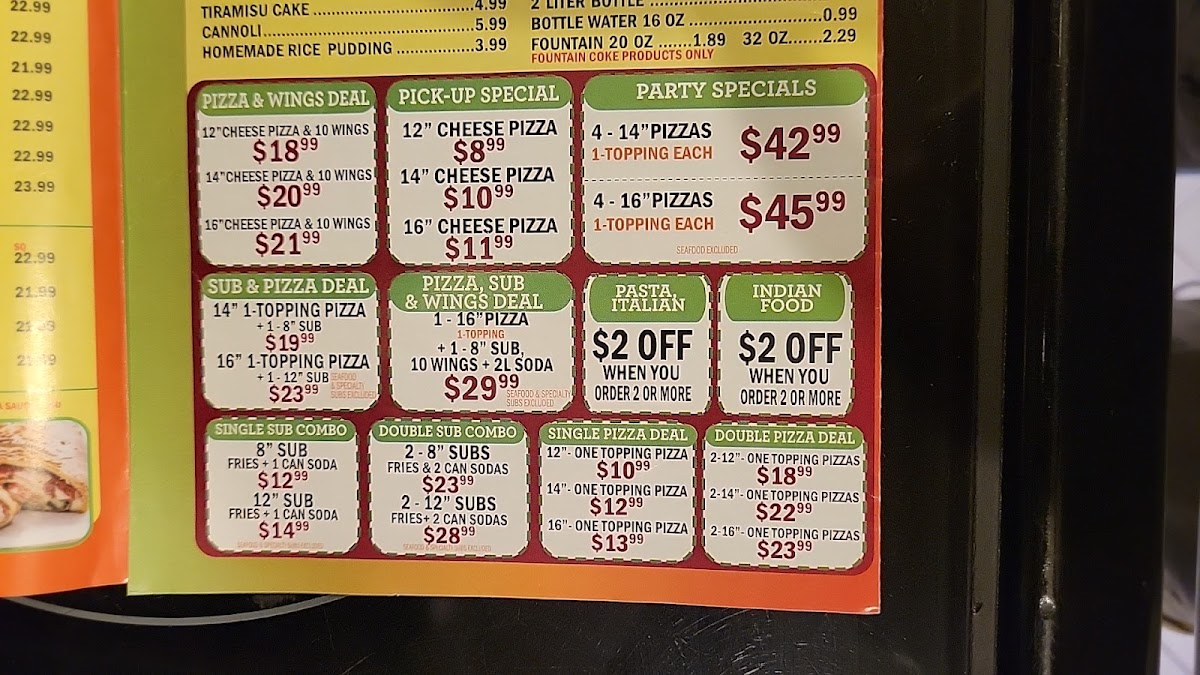 22.99
22.99
21.99
22.99
22.99
22.99
23.99
SQ
22.99
21.99
TIRAMISU CAKE 4.99
CANNOLI 5.99
HOMEMADE RICE PUDDING 3.99
2 LITER BOTTLE
BOTTLE WATER 16 OZ 0.99
FOUNTAIN 20 OZ .......1.89 32 OZ......2.29
FOUNTAIN COKE PRODUCTS ONLY
PIZZA & WINGS DEAL
12"CHEESE PIZZA & 10 WINGS
$18.99
14"CHEESE PIZZA & 10 WINGS
$20.99
16"CHEESE PIZZA & 10 WINGS
$21.99
PICK-UP SPECIAL
12" CHEESE PIZZA
$8.99
14" CHEESE PIZZA
$10.99
16" CHEESE PIZZA
$11.99
PARTY SPECIALS
4 - 14"PIZZAS
1-TOPPING EACH
$42.99
4 - 16"PIZZAS
1-TOPPING EACH
$45.99
SEAFOOD EXCLUDED
SUB & PIZZA DEAL
14" 1-TOPPING PIZZA
+ 1 - 8" SUB
$19.99
16" 1-TOPPING PIZZA
+ 1 - 12" SUB
$23.99
SEAFOOD
& SPECIALTY
SUBS EXCLUDED
PIZZA, SUB
& WINGS DEAL
1 - 16"PIZZA
1-TOPPING
+ 1 - 8" SUB,
10 WINGS + 2L SODA
$29.99
SEAFOOD & SPECIALTY
SUBS EXCLUDED
PASTA,
ITALIAN
$2 OFF
WHEN YOU
ORDER 2 OR MORE
INDIAN
FOOD
$2 OFF
WHEN YOU
ORDER 2 OR MORE
SINGLE SUB COMBO
8" SUB
FRIES + 1 CAN SODA
$12.99
12" SUB
FRIES + 1 CAN SODA
$14.99
SEAFOOD & SPECIALTY SUBS EXCLUDED
DOUBLE SUB COMBO
2 - 8" SUBS
FRIES & 2 CAN SODAS
$23.99
2 - 12" SUBS
FRIES+ 2 CAN SODAS
$28.99
SEAFOOD & SPECIALTY SUBS EXCLUDED
SINGLE PIZZA DEAL
12"- ONE TOPPING PIZZA
$10.99
14"- ONE TOPPING PIZZA
$12.99
16"- ONE TOPPING PIZZA
$13.99
DOUBLE PIZZA DEAL
2-12"- ONE TOPPING PIZZAS
$18.99
2-14"- ONE TOPPING PIZZAS
$22.99
2-16"- ONE TOPPING PIZZAS
$23.99